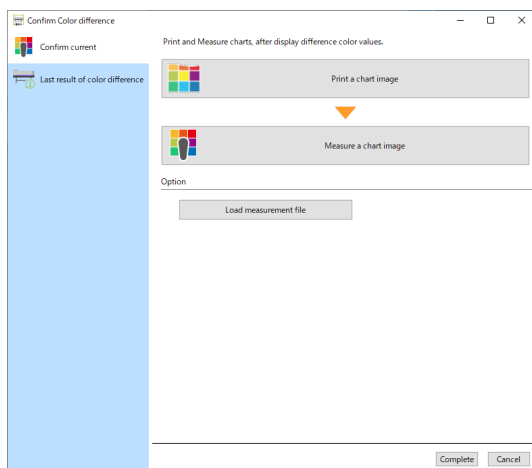 Confirm Color difference
Confirm current
Last result of color difference
Print and Measure charts, after display difference color values.
Print a chart image
Measure a chart image
Option
Load measurement file
Complete
Cancel